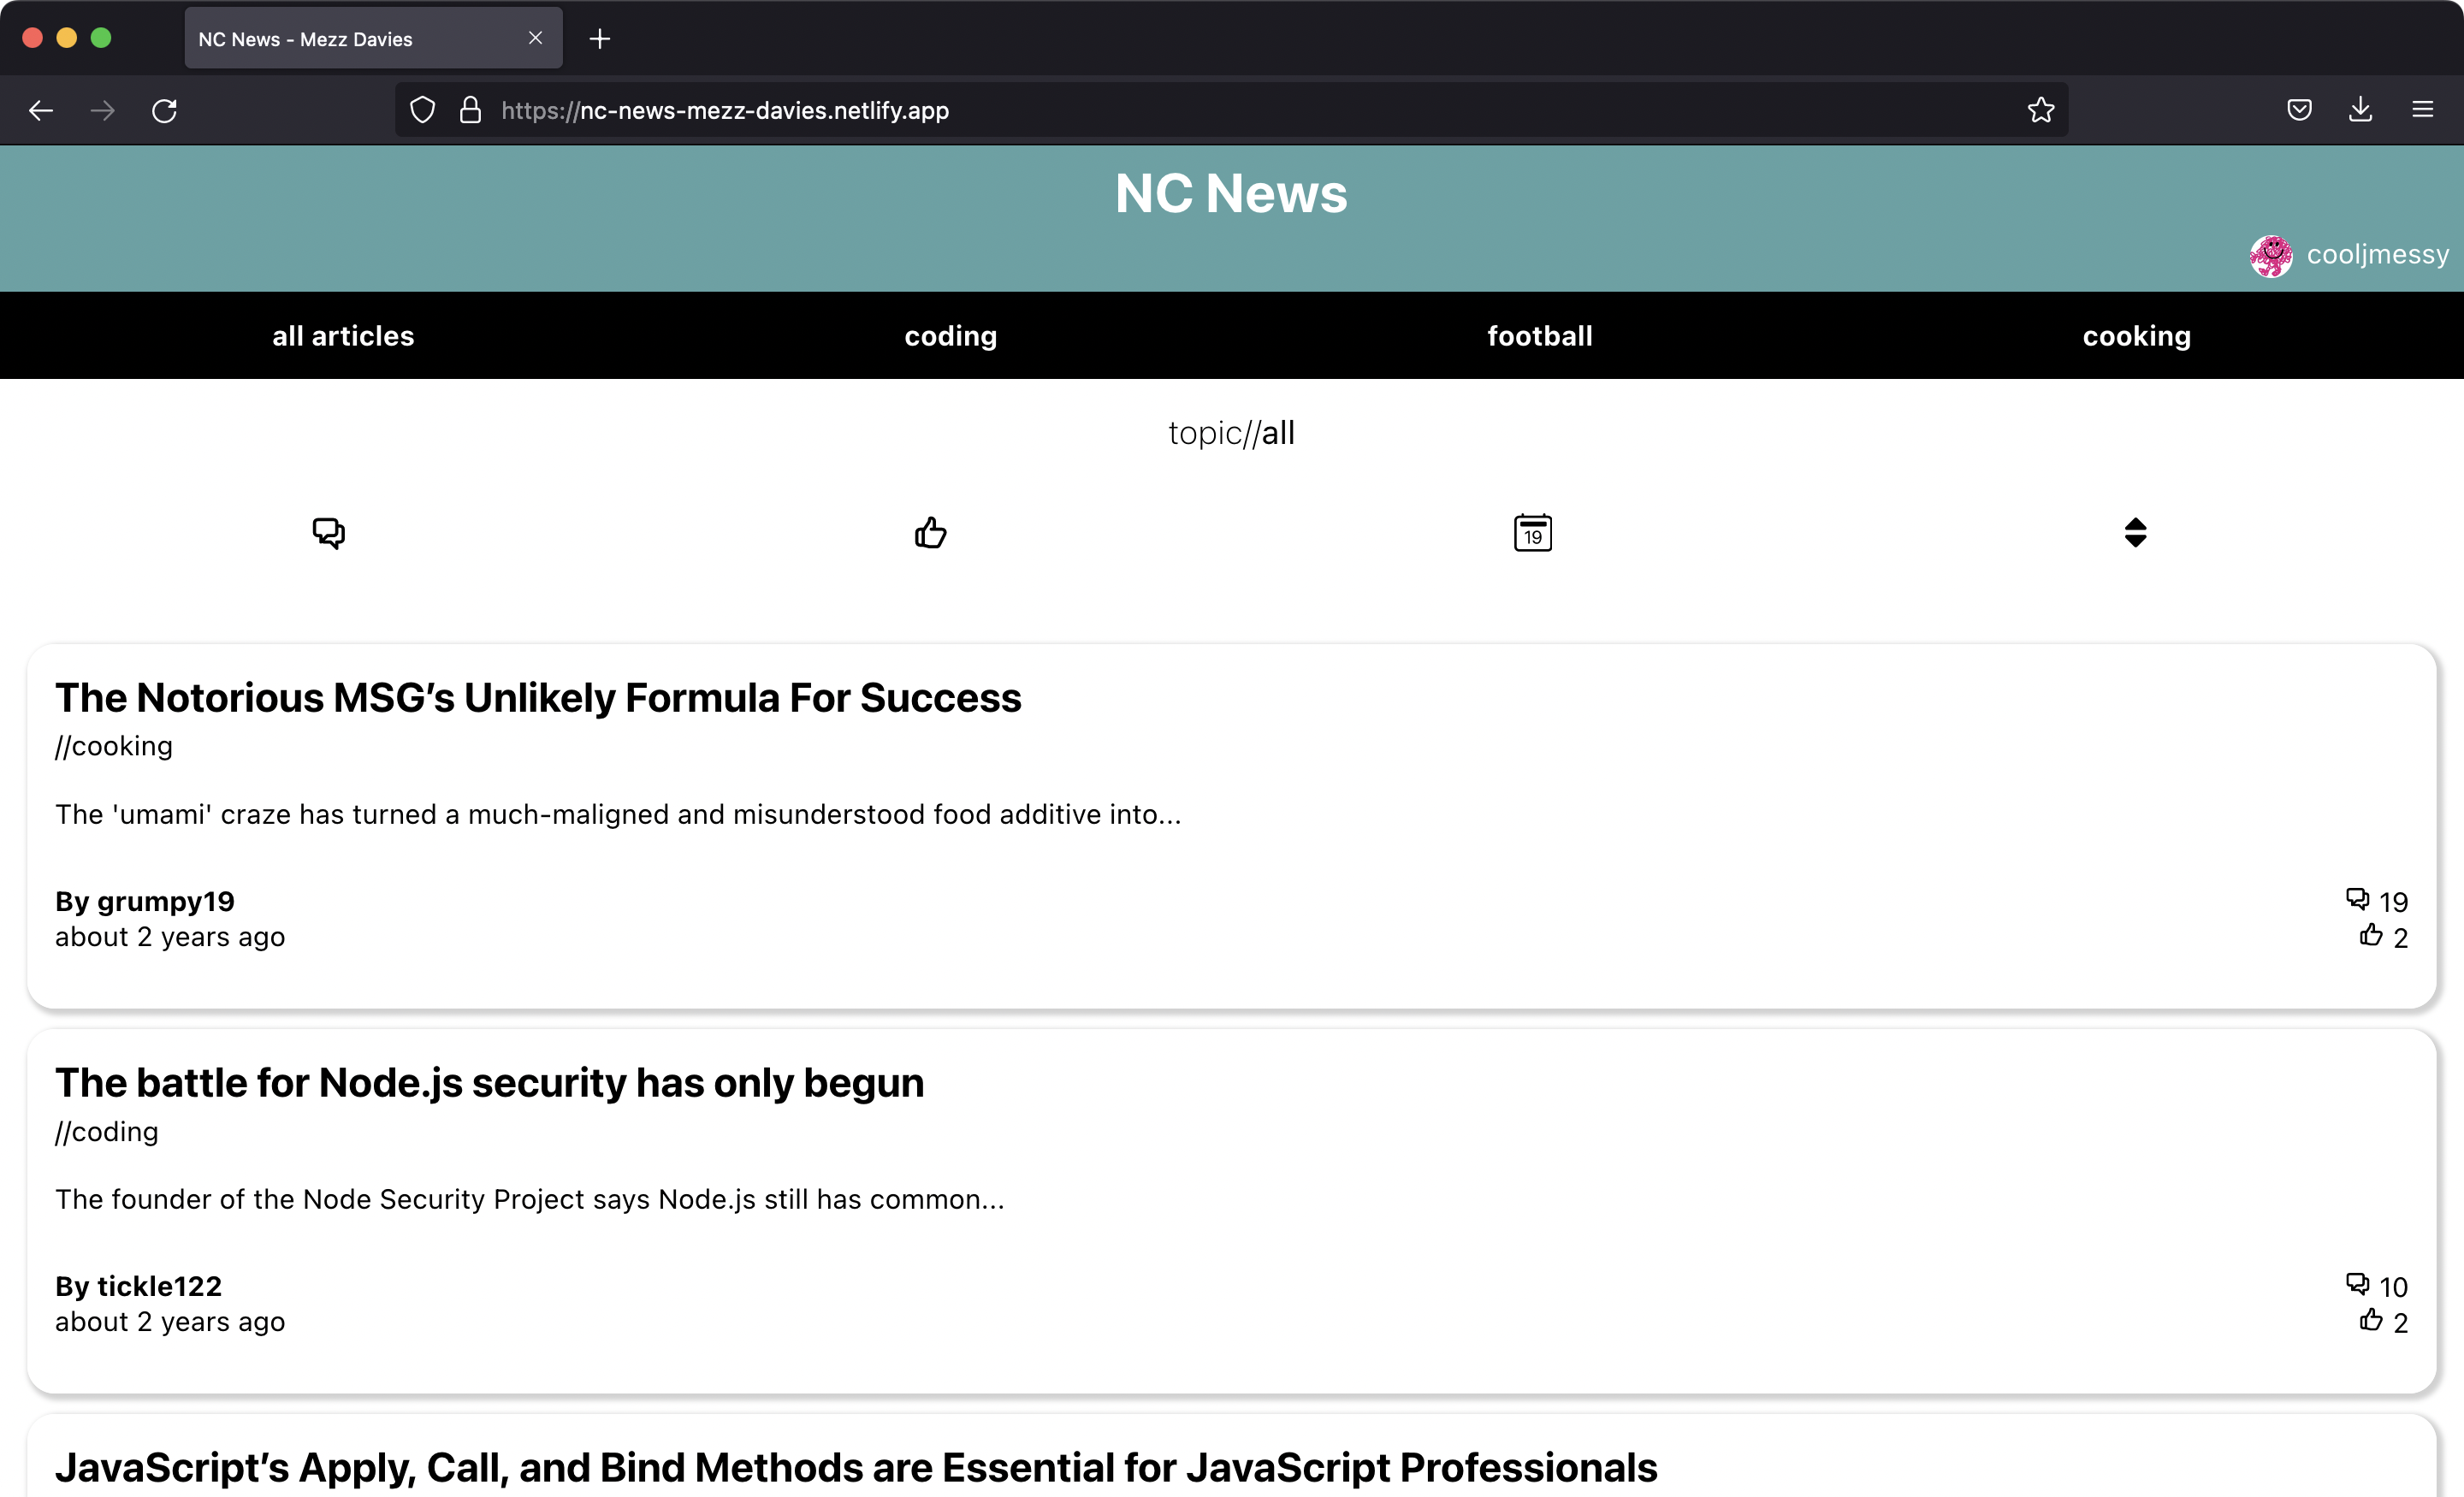 NC News - Mezz Davies
https://nc-news-mezz-davies.netlify.app
NC News
cooljmessy
all articles
coding
football
cooking
topic//all
19
The Notorious MSG’s Unlikely Formula For Success
//cooking
The 'umami' craze has turned a much-maligned and misunderstood food additive into...
By grumpy19
19
about 2 years ago
2
The battle for Node.js security has only begun
//coding
The founder of the Node Security Project says Node.js still has common...
By tickle122
10
about 2 years ago
2
JavaScript’s Apply, Call, and Bind Methods are Essential for JavaScript Professionals